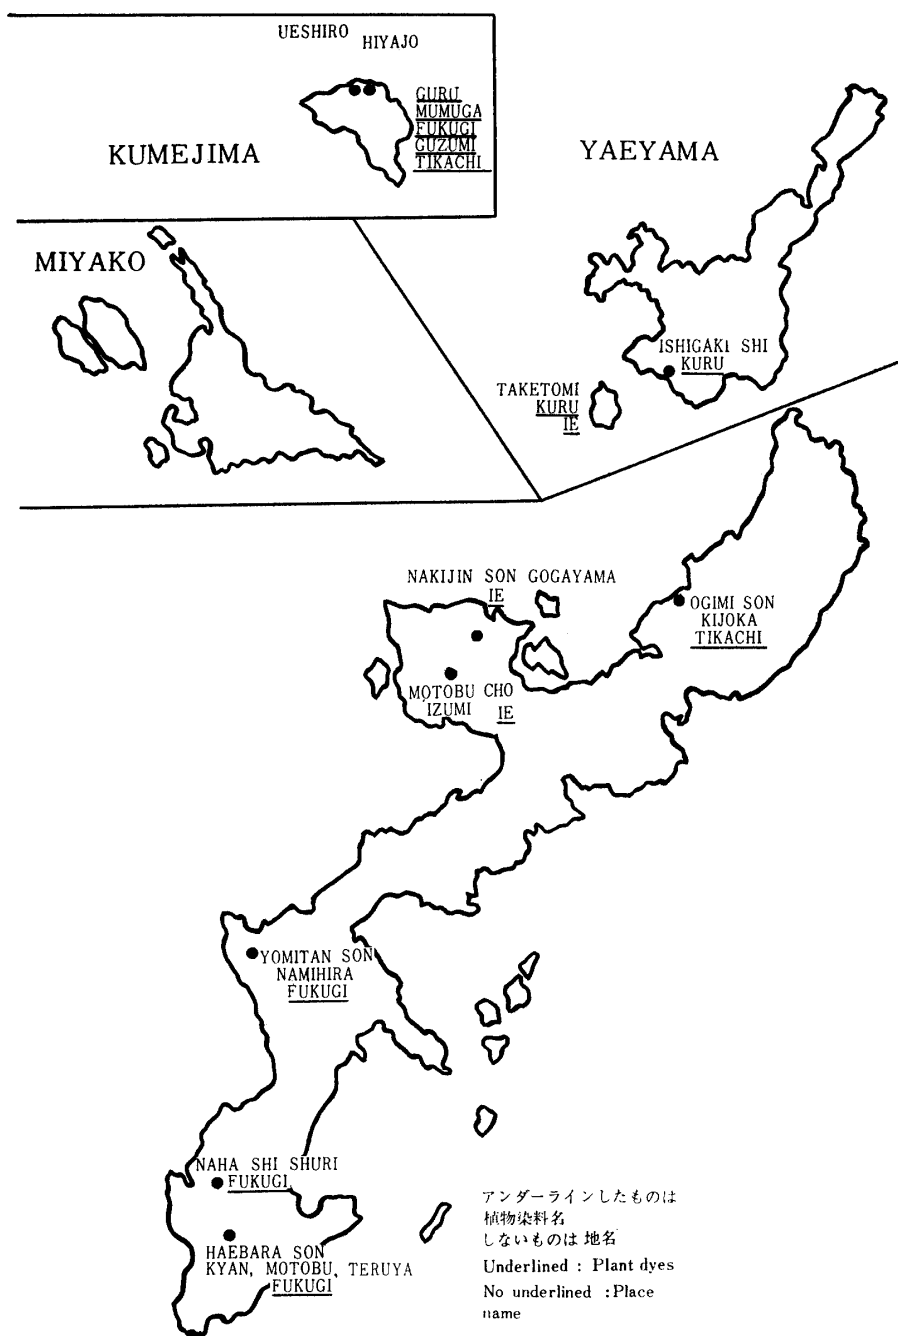 UESHIRO HIYAJO
GURU
MUMUGA
FUKUGI
GUZUMI
TIKACHI
KUMEJIMA
YAEYAMA
MIYAKO
ISHIGAKI SHI
KURU
TAKETOMI
KURU
IE
NAKIJIN SON GOGAYAMA
IE
OGIMI SON
KIJOKA
TIKACHI
MOTOBU CHO
IZUMI IE
YOMITAN SON
NAMIHIRA
FUKUGI
NAHA SHI SHURI
FUKUGI
HAEBARA SON
KYAN, MOTOBU, TERUYA
FUKUGI
アンダーラインしたものは
植物染料名
しないものは地名
Underlined : Plant dyes
No underlined : Place
name